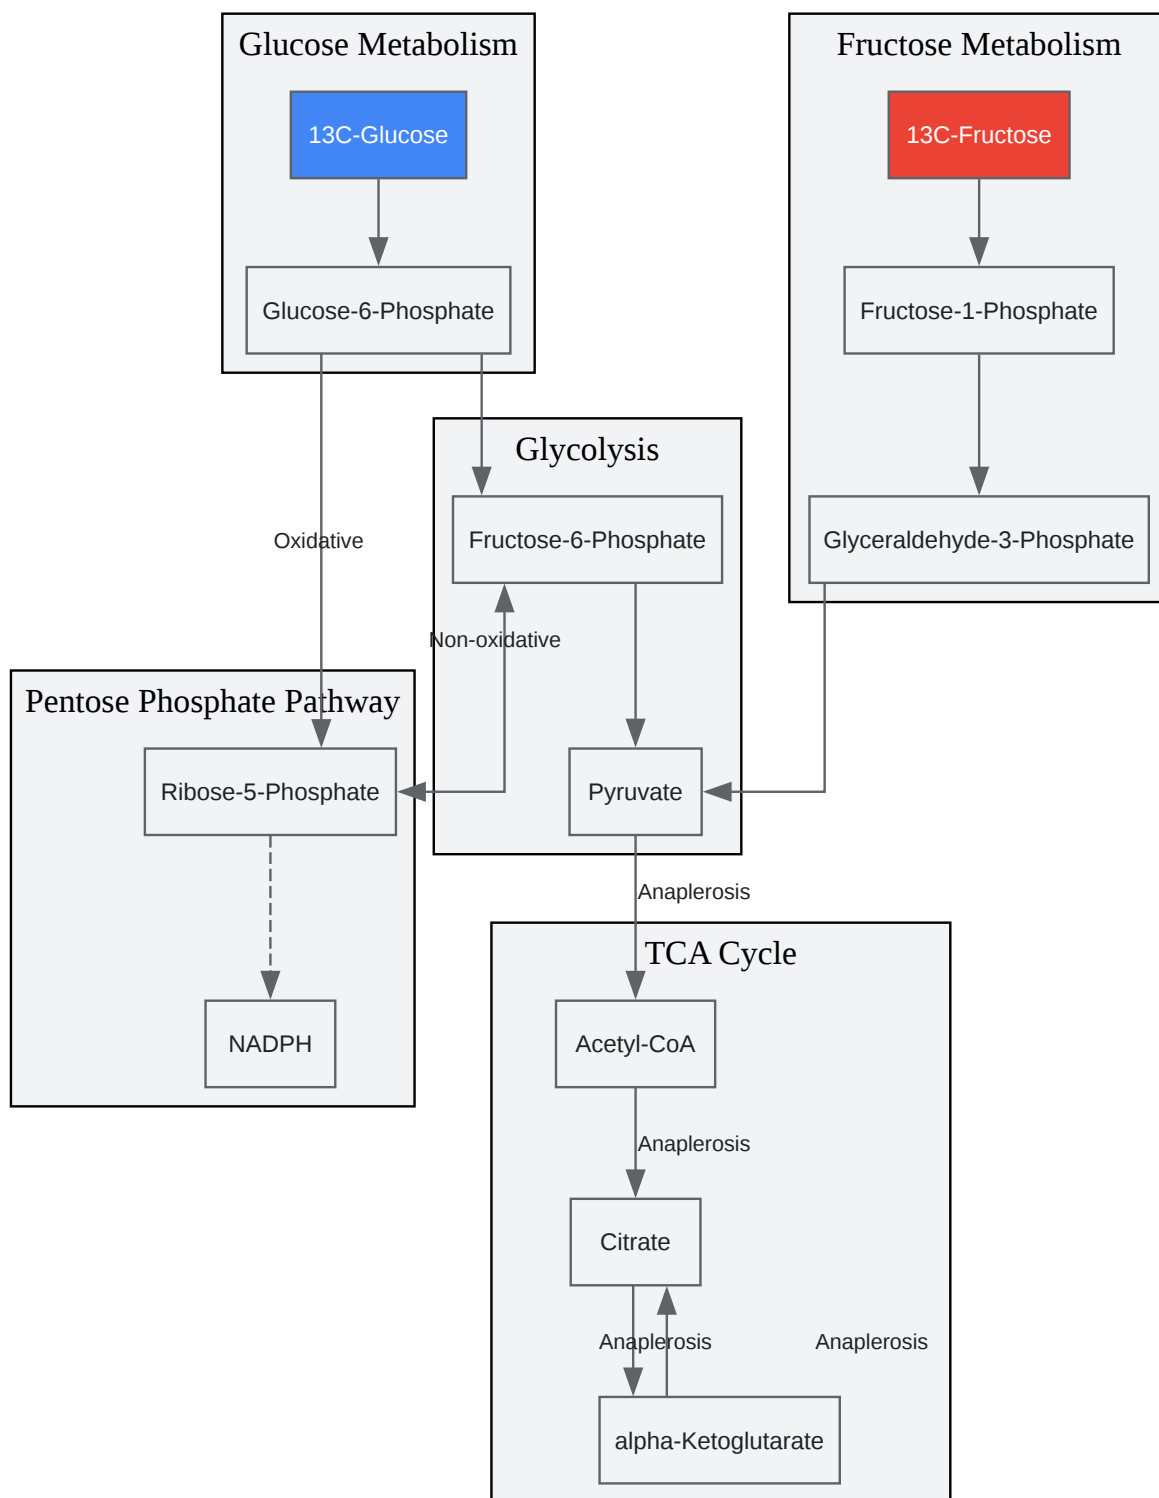 Glucose Metabolism
Fructose Metabolism
13C-Glucose
13C-Fructose
Glucose-6-Phosphate
Fructose-1-Phosphate
Glycolysis
Fructose-6-Phosphate
Glyceraldehyde-3-Phosphate
Oxidative
Non-oxidative
Pentose Phosphate Pathway
Ribose-5-Phosphate
Pyruvate
Anaplerosis
TCA Cycle
NADPH
Acetyl-CoA
Anaplerosis
Citrate
Anaplerosis
Anaplerosis
alpha-Ketoglutarate